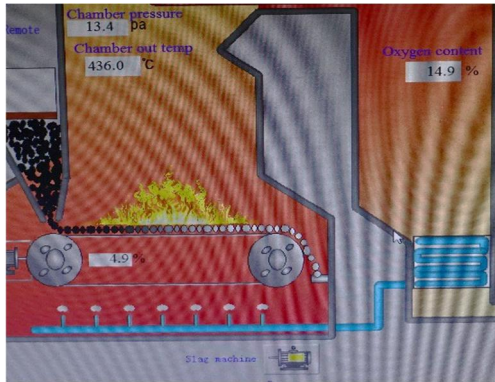 Remote
Chamber pressure
13.4 pa
Chamber out temp
436.0 °C
Oxygen content
14.9 %
4.9 %
Slag machine